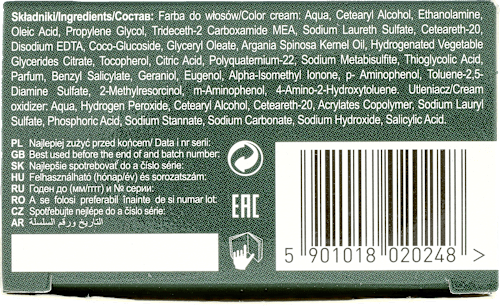 Składniki/Ingredients/Состав: Farba do włosów/Color cream: Aqua, Cetearyl Alcohol, Ethanolamine,
Oleic Acid, Propylene Glycol, Trideceth-2 Carboxamide MEA, Sodium Laureth Sulfate, Ceteareth-20,
Disodium EDTA, Coco-Glucoside, Glyceryl Oleate, Argania Spinosa Kernel Oil, Hydrogenated Vegetable
Glycerides Citrate, Tocopherol, Citric Acid, Polyquaternium-22, Sodium Metabisulfite, Thioglycolic Acid,
Parfum, Benzyl Salicylate, Geraniol, Eugenol, Alpha-Isomethyl Ionone, p- Aminophenol, Toluene-2,5-
Diamine Sulfate, 2-Methylresorcinol, m-Aminophenol, 4-Amino-2-Hydroxytoluene. Utleniacz/Cream
oxidizer: Aqua, Hydrogen Peroxide, Cetearyl Alcohol, Ceteareth-20, Acrylates Copolymer, Sodium Lauryl
Sulfate, Phosphoric Acid, Sodium Stannate, Sodium Carbonate, Sodium Hydroxide, Salicylic Acid.
PL Najlepiej zużyć przed końcem/ Data i nr serii:
GB Best used before the end of and batch number:
SK Najlepšie spotrebovať do a číslo série:
HU Felhasználható (hónap/év) és sorozatszám:
RU Годен до (мм/гггг) и № серии:
RO A se folosi preferabil înainte de si numar lot:
CZ Spotřebujte nejlépe do a číslo série:
AR التاريخ ورقم السلسلة
EAC
5 901018 020248 >